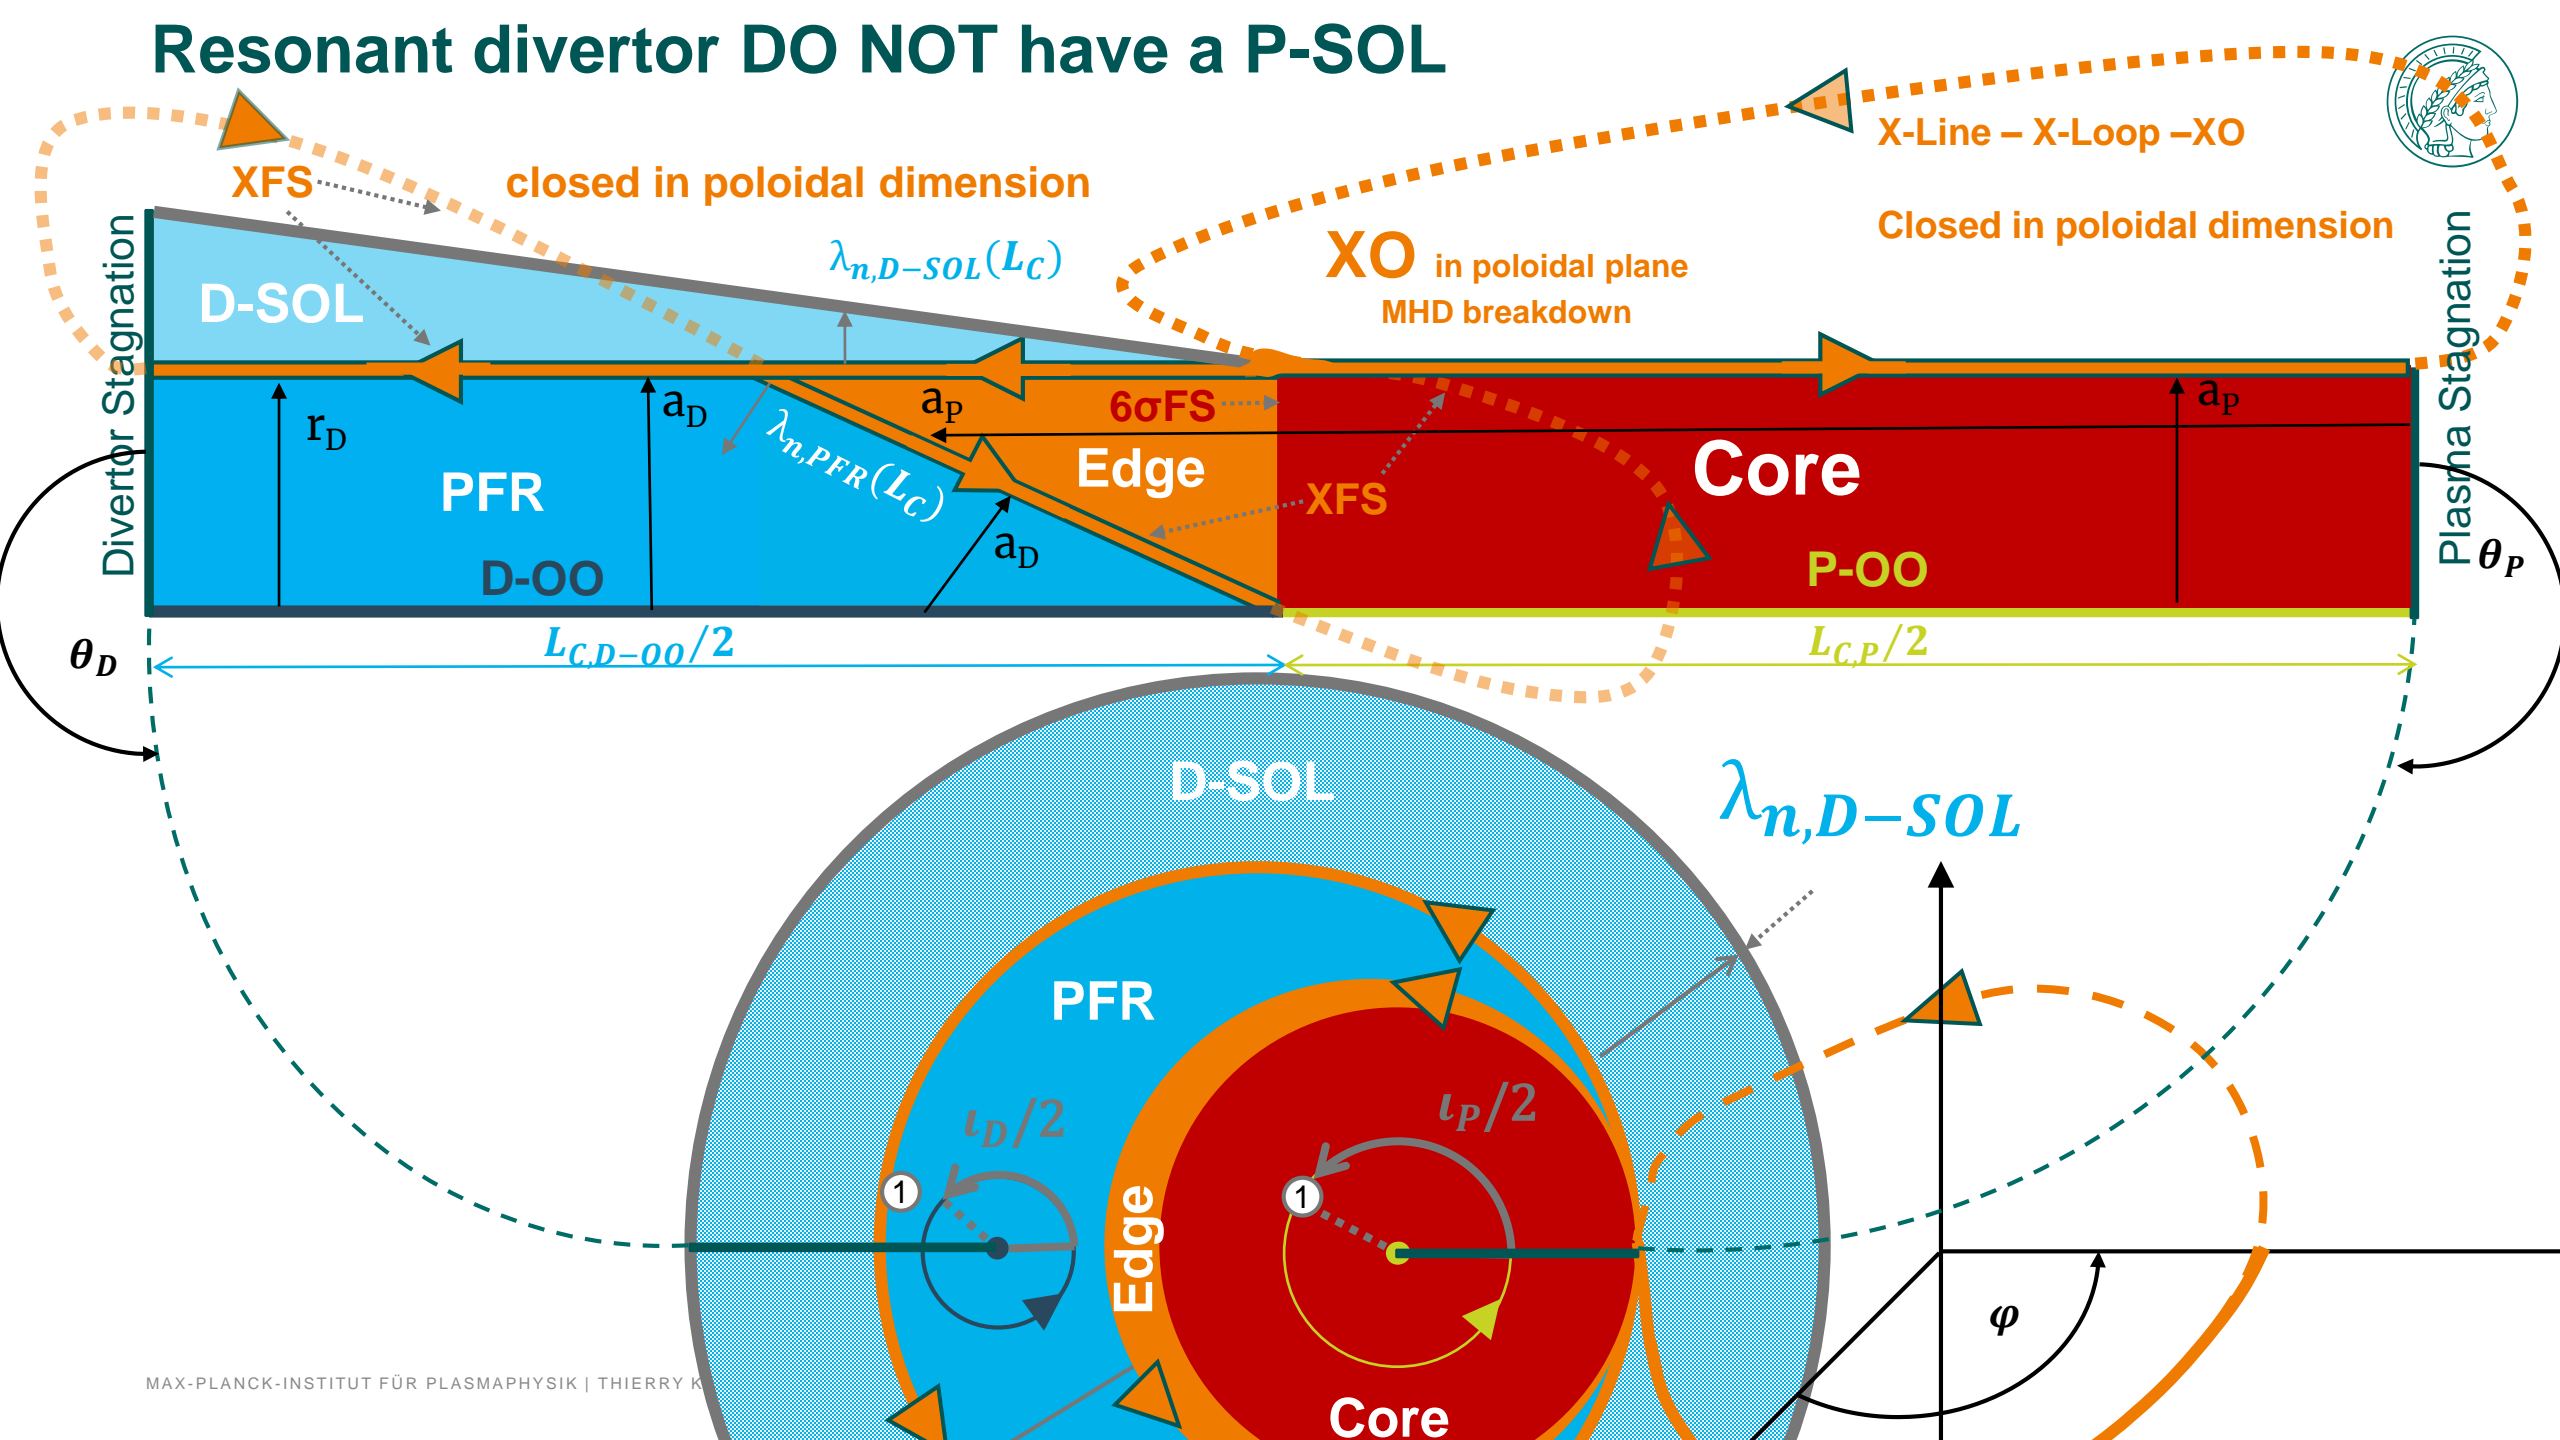 Resonant divertor DO NOT have a P-SOL
X-Line – X-Loop –XO
XFS
closed in poloidal dimension
Closed in poloidal dimension
λn,D−SOL(LC)
XO in poloidal plane
MHD breakdown
D-SOL
Divertor Stagnation
Plasma Stagnation
rD
aD
aP
6σFS
aP
λn,PFR(LC)
Edge
Core
PFR
XFS
aD
D-OO
P-OO
θP
θD
LC,D−OO/2
LC,P/2
D-SOL
λn,D−SOL
PFR
ιD/2
ιP/2
1
1
Edge
φ
Core
MAX-PLANCK-INSTITUT FÜR PLASMAPHYSIK | THIERRY K